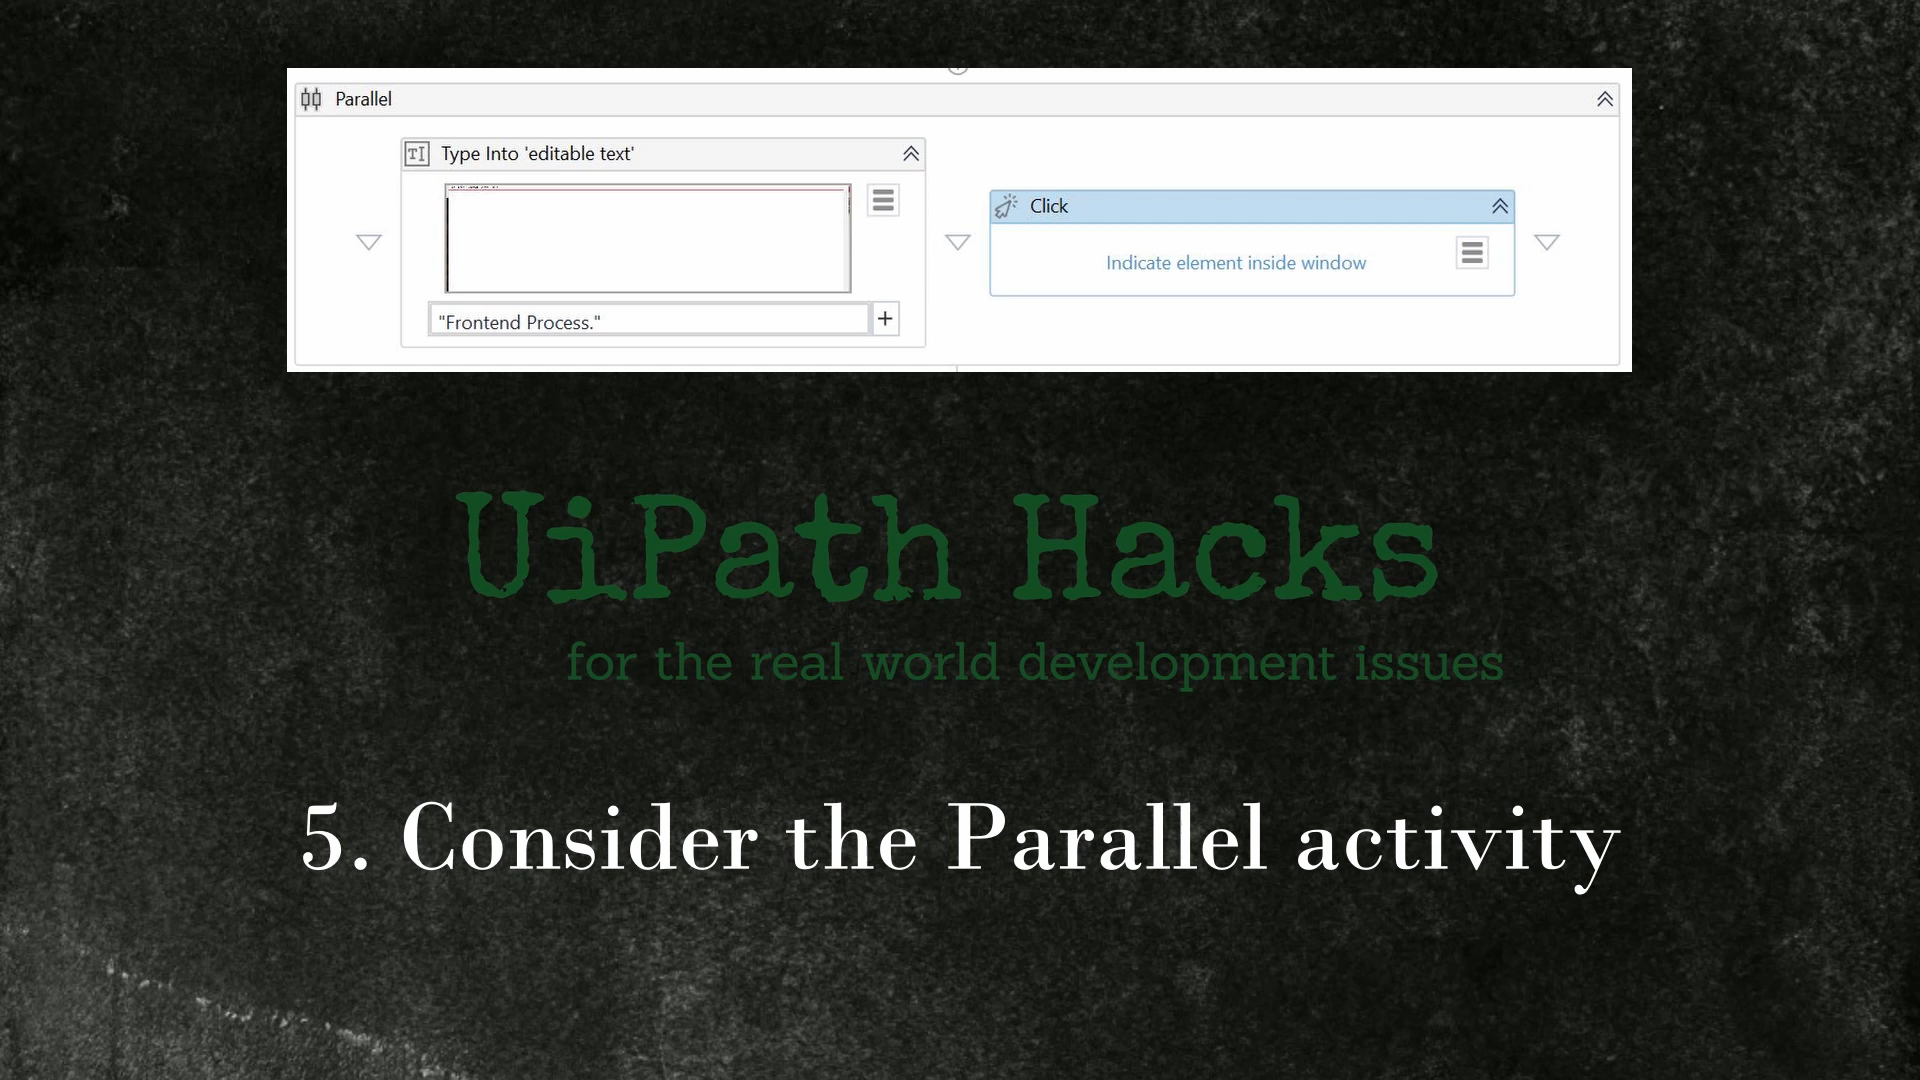 Parallel
Type Into 'editable text'
"Frontend Process."
Click
Indicate element inside window
UiPath Hacks
for the real world development issues
5. Consider the Parallel activity